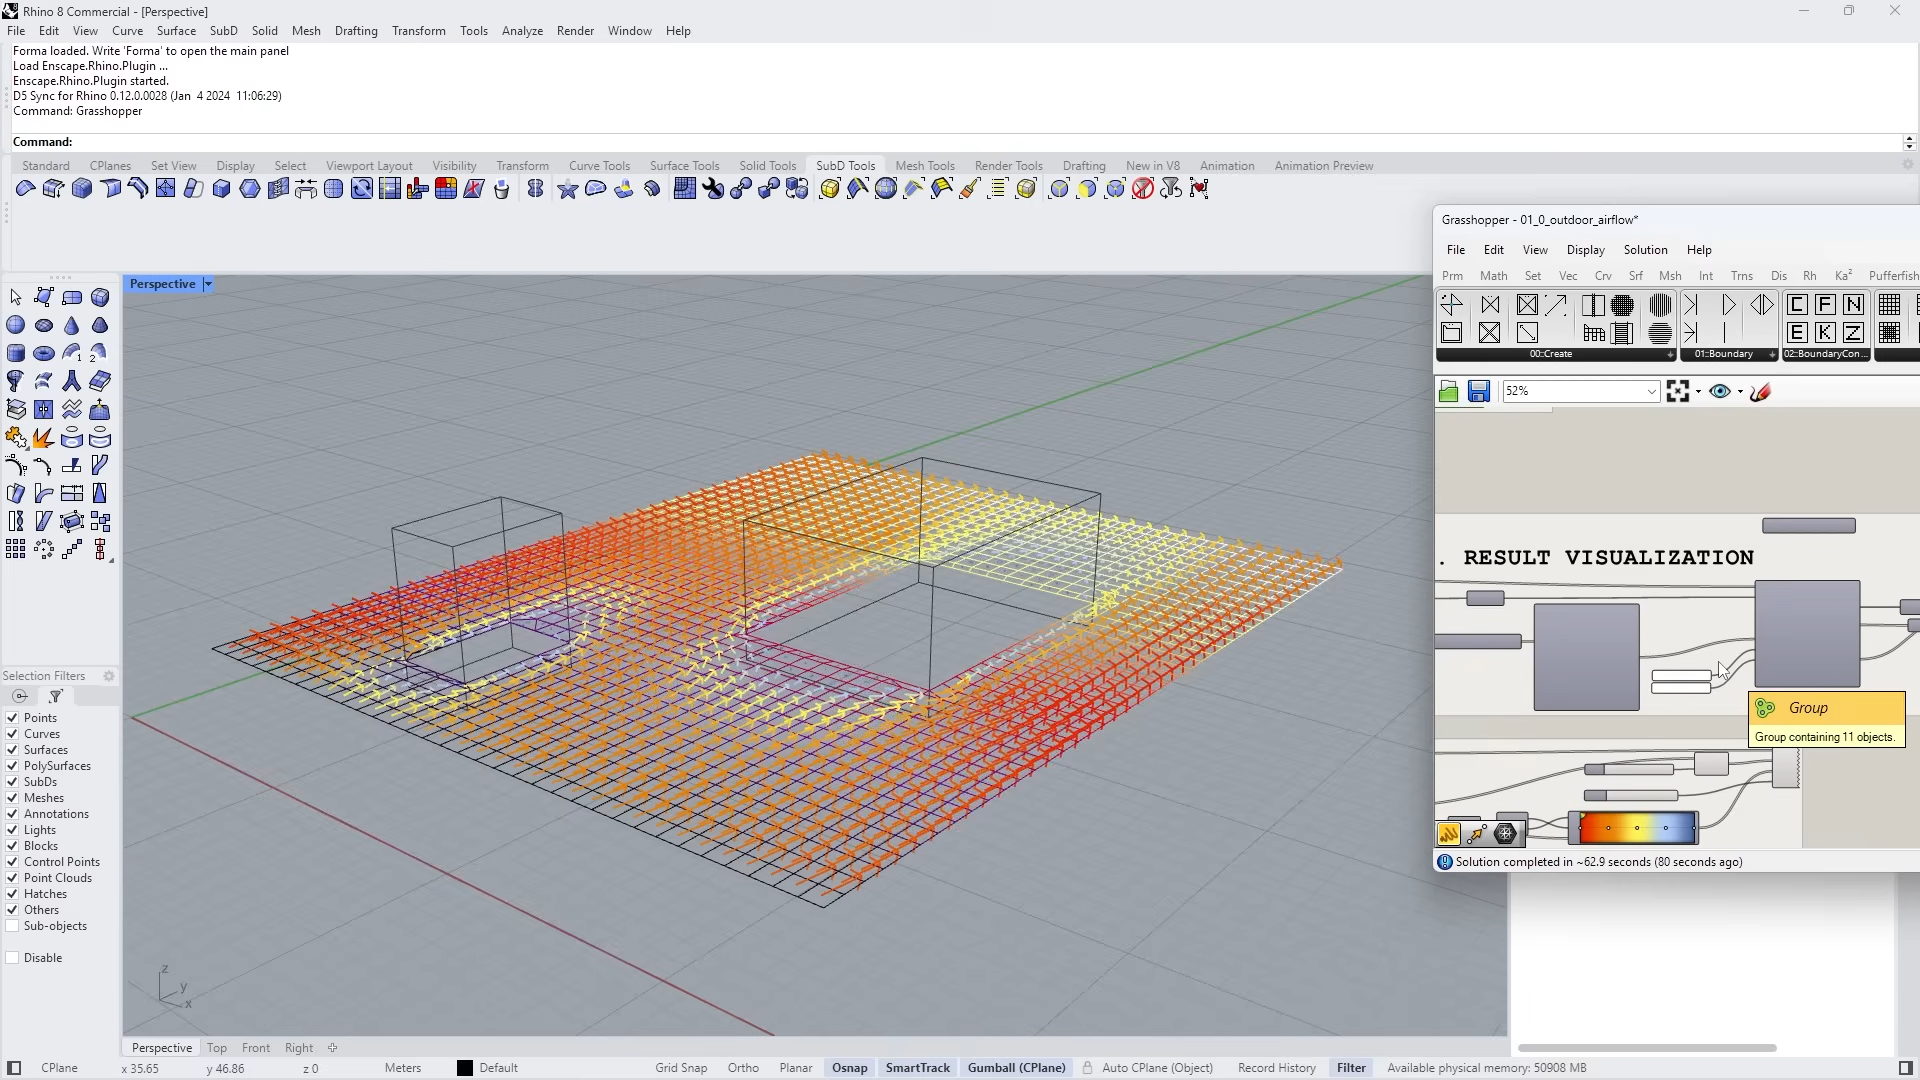 Rhino 8 Commercial - [Perspective]
File Edit View Curve Surface SubD Solid Mesh Drafting Transform Tools Analyze Render Window Help
Forma loaded. Write 'Forma' to open the main panel
Load Enscape.Rhino.Plugin ...
Enscape.Rhino.Plugin started.
D5 Sync for Rhino 0.12.0.0028 (Jan 4 2024 11:06:29)
Command: Grasshopper
Command:
Standard CPlanes Set View Display Select Viewport Layout Visibility Transform Curve Tools Surface Tools Solid Tools SubD Tools Mesh Tools Render Tools Drafting New in V8 Animation Animation Preview
Grasshopper - 01_0_outdoor_airflow*
File Edit View Display Solution Help
Prm Math Set Vec Crv Srf Msh Int Trns Dis Rh Ka² Pufferfish
C F N
E K Z
00::Create 01::Boundary 02::BoundaryCon...
52%
. RESULT VISUALIZATION
Group
Group containing 11 objects.
Solution completed in ~62.9 seconds (80 seconds ago)
Perspective
1 2
Selection Filters
Points
Curves
Surfaces
PolySurfaces
SubDs
Meshes
Annotations
Lights
Blocks
Control Points
Point Clouds
Hatches
Others
Sub-objects
Disable
z
y
x
Perspective Top Front Right
CPlane x 35.65 y 46.86 z 0 Meters Default Grid Snap Ortho Planar Osnap SmartTrack Gumball (CPlane) Auto CPlane (Object) Record History Filter Available physical memory: 50908 MB